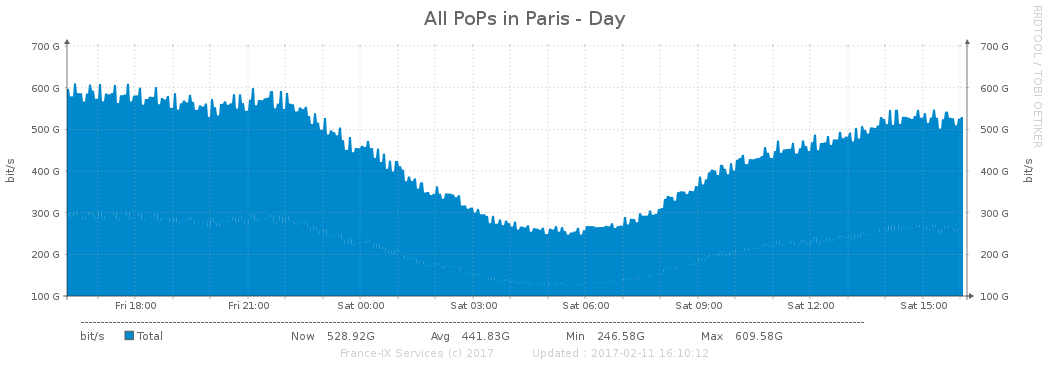 All PoPs in Paris - Day
RRDTOOL / TOBI OETIKER
700 G 700 G
600 G 600 G
500 G 500 G
400 G 400 G
300 G 300 G
200 G 200 G
100 G 100 G
bit/s bit/s
Fri 18:00 Fri 21:00 Sat 00:00 Sat 03:00 Sat 06:00 Sat 09:00 Sat 12:00 Sat 15:00
bit/s Total Now 528.92G Avg 441.83G Min 246.58G Max 609.58G
France-IX Services (c) 2017 Updated : 2017-02-11 16:10:12